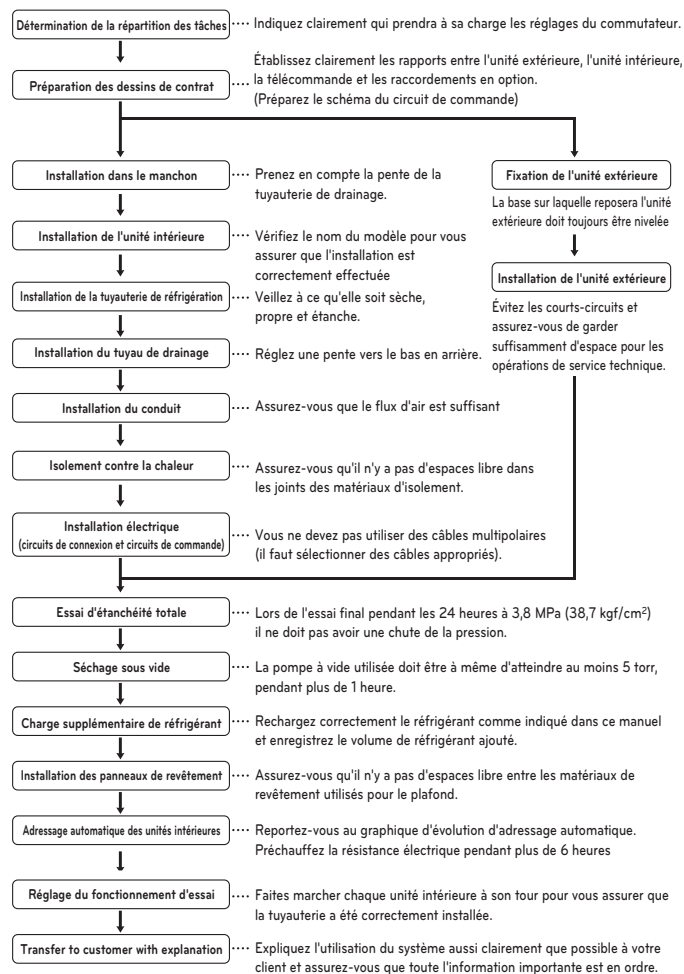 Détermination de la répartition des tâches
Indiquez clairement qui prendra à sa charge les réglages du commutateur.
Préparation des dessins de contrat
Établissez clairement les rapports entre l'unité extérieure, l'unité intérieure,
la télécommande et les raccordements en option.
(Préparez le schéma du circuit de commande)
Installation dans le manchon
Prenez en compte la pente de la
tuyauterie de drainage.
Fixation de l'unité extérieure
La base sur laquelle reposera l'unité
extérieure doit toujours être nivelée
Installation de l'unité intérieure
Vérifiez le nom du modèle pour vous
assurer que l'installation est
correctement effectuée
Installation de l'unité extérieure
Évitez les courts-circuits et
assurez-vous de garder
suffisamment d'espace pour les
opérations de service technique.
Installation de la tuyauterie de réfrigération
Veillez à ce qu'elle soit sèche,
propre et étanche.
Installation du tuyau de drainage
Réglez une pente vers le bas en arrière.
Installation du conduit
Assurez-vous que le flux d'air est suffisant
Isolement contre la chaleur
Assurez-vous qu'il n'y a pas d'espaces libre dans
les joints des matériaux d'isolement.
Installation électrique
(circuits de connexion et circuits de commande)
Vous ne devez pas utiliser des câbles multipolaires
(il faut sélectionner des câbles appropriés).
Essai d'étanchéité totale
Lors de l'essai final pendant les 24 heures à 3,8 MPa (38,7 kgf/cm²)
il ne doit pas avoir une chute de la pression.
Séchage sous vide
La pompe à vide utilisée doit être à même d'atteindre au moins 5 torr,
pendant plus de 1 heure.
Charge supplémentaire de réfrigérant
Rechargez correctement le réfrigérant comme indiqué dans ce manuel
et enregistrez le volume de réfrigérant ajouté.
Installation des panneaux de revêtement
Assurez-vous qu'il n'y a pas d'espaces libre entre les matériaux de
revêtement utilisés pour le plafond.
Adressage automatique des unités intérieures
Reportez-vous au graphique d'évolution d'adressage automatique.
Préchauffez la résistance électrique pendant plus de 6 heures
Réglage du fonctionnement d'essai
Faites marcher chaque unité intérieure à son tour pour vous assurer que
la tuyauterie a été correctement installée.
Transfer to customer with explanation
Expliquez l'utilisation du système aussi clairement que possible à votre
client et assurez-vous que toute l'information importante est en ordre.